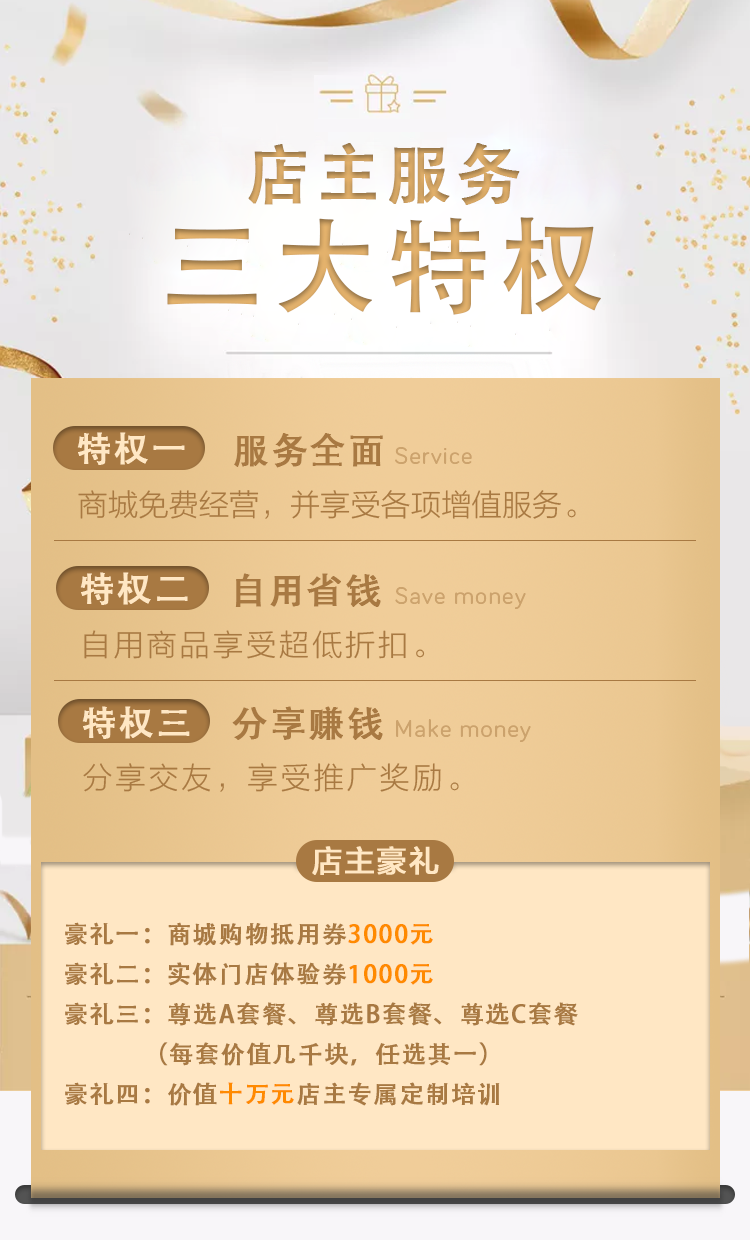 店主服务
三大特权
特权一 服务全面 Service
商城免费经营，并享受各项增值服务。
特权二 自用省钱 Save money
自用商品享受超低折扣。
特权三 分享赚钱 Make money
分享交友，享受推广奖励。
店主豪礼
豪礼一：商城购物抵用券3000元
豪礼二：实体门店体验券1000元
豪礼三：尊选A套餐、尊选B套餐、尊选C套餐
（每套价值几千块，任选其一）
豪礼四：价值十万元店主专属定制培训